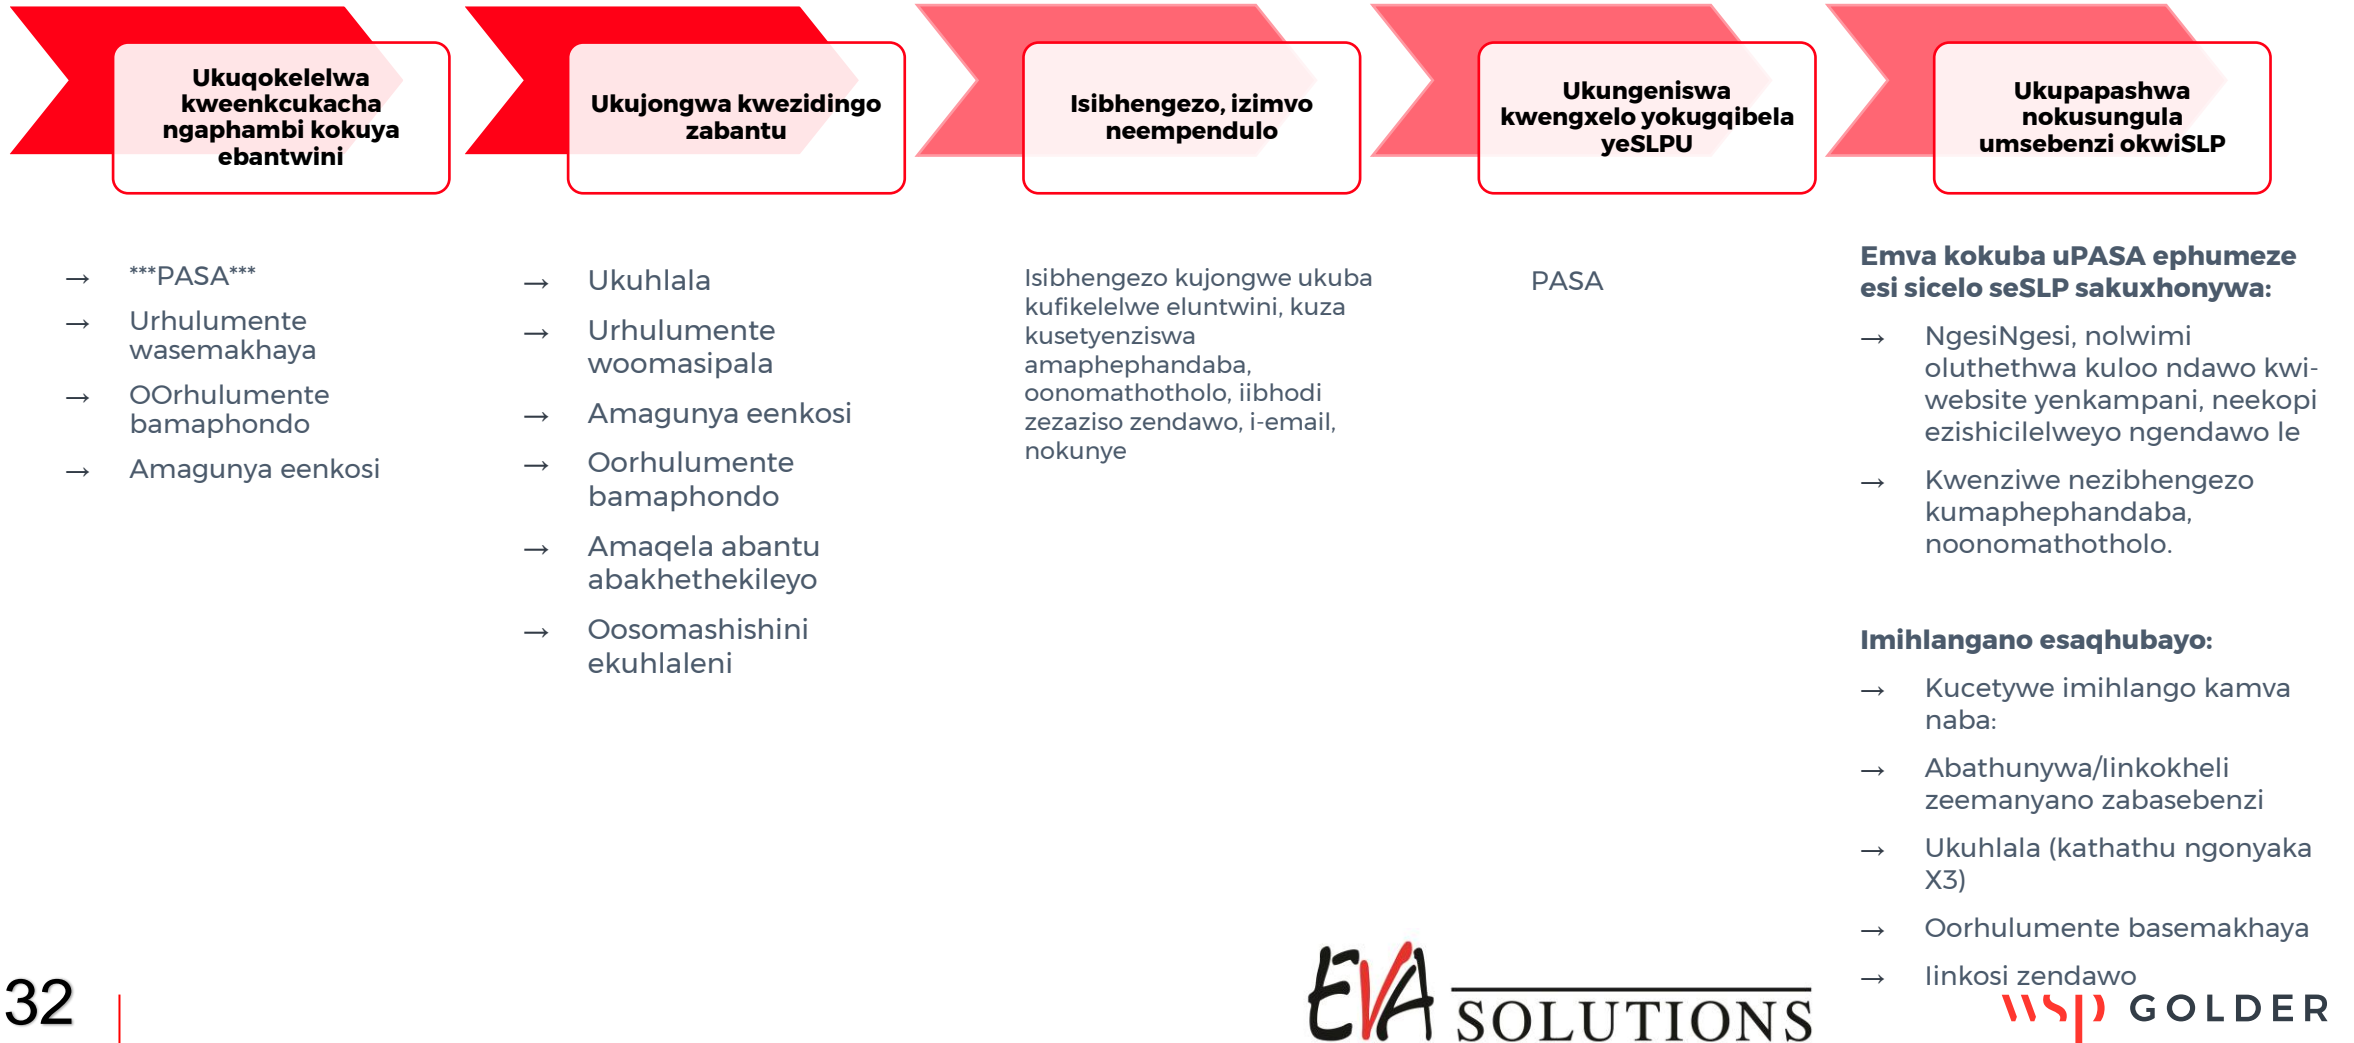 Ukuqokelelwa
kweenkcukacha
ngaphambi kokuya
ebantwini
Ukujongwa kwezidingo
zabantu
Isibhengezo, izimvo
neempendulo
Ukungeniswa
kwengxelo yokugqibela
yeSLPU
Ukupapashwa
nokusungula
umsebenzi okwiSLP
→ ***PASA***
→ Urhulumente
wasemakhaya
→ OOrhulumente
bamaphondo
→ Amagunya eenkosi
→ Ukuhlala
→ Urhulumente
woomasipala
→ Amagunya eenkosi
→ Oorhulumente
bamaphondo
→ Amaqela abantu
abakhethekileyo
→ Oosomashishini
ekuhlaleni
Isibhengezo kujongwe ukuba
kufikelelwe eluntwini, kuza
kusetyenziswa
amaphephandaba,
oonomathotholo, iibhodi
zezaziso zendawo, i-email,
nokunye
PASA
Emva kokuba uPASA ephumeze
esi sicelo seSLP sakuxhonywa:
→ NgesiNgesi, nolwimi
oluthethwa kuloo ndawo kwi-
website yenkampani, neekopi
ezishicilelweyo ngendawo le
→ Kwenziwe nezibhengezo
kumaphephandaba,
noonomathotholo.
Imihlangano esaqhubayo:
→ Kucetywe imihlango kamva
naba:
→ Abathunywa/Iinkokheli
zeemanyano zabasebenzi
→ Ukuhlala (kathathu ngonyaka
X3)
→ Oorhulumente basemakhaya
→ Iinkosi zendawo
32
EVA SOLUTIONS
wsp GOLDER